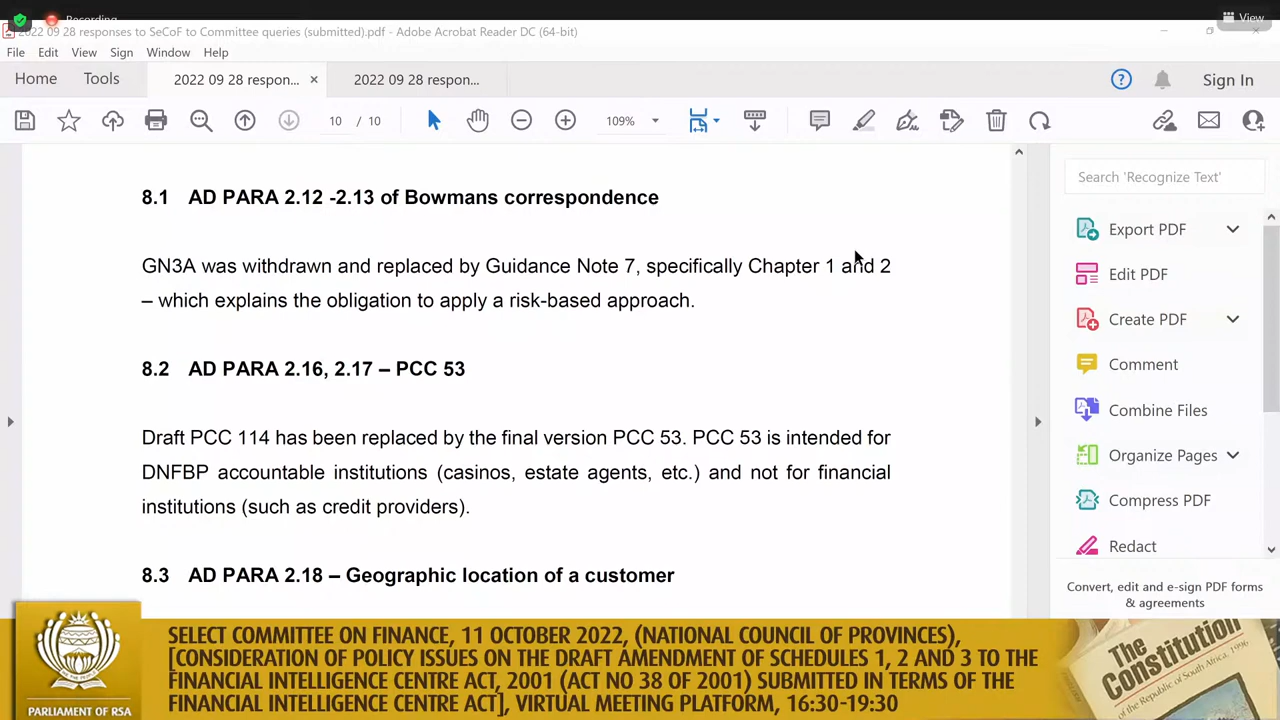 Recording
View
2022 09 28 responses to SeCoF to Committee queries (submitted).pdf - Adobe Acrobat Reader DC (64-bit)
File Edit View Sign Window Help
Home Tools 2022 09 28 respon... × 2022 09 28 respon... Sign In
10 / 10 109%
8.1 AD PARA 2.12 -2.13 of Bowmans correspondence
GN3A was withdrawn and replaced by Guidance Note 7, specifically Chapter 1 and 2
– which explains the obligation to apply a risk-based approach.
8.2 AD PARA 2.16, 2.17 – PCC 53
Draft PCC 114 has been replaced by the final version PCC 53. PCC 53 is intended for
DNFBP accountable institutions (casinos, estate agents, etc.) and not for financial
institutions (such as credit providers).
8.3 AD PARA 2.18 – Geographic location of a customer
Search 'Recognize Text'
Export PDF
Edit PDF
Create PDF
Comment
Combine Files
Organize Pages
Compress PDF
Redact
Convert, edit and e-sign PDF forms
& agreements
PARLIAMENT OF RSA
SELECT COMMITTEE ON FINANCE, 11 OCTOBER 2022, (NATIONAL COUNCIL OF PROVINCES),
[CONSIDERATION OF POLICY ISSUES ON THE DRAFT AMENDMENT OF SCHEDULES 1, 2 AND 3 TO THE
FINANCIAL INTELLIGENCE CENTRE ACT, 2001 (ACT NO 38 OF 2001) SUBMITTED IN TERMS OF THE
FINANCIAL INTELLIGENCE CENTRE ACT], VIRTUAL MEETING PLATFORM, 16:30-19:30
The
Constitution
of the Republic of South Africa, 1996